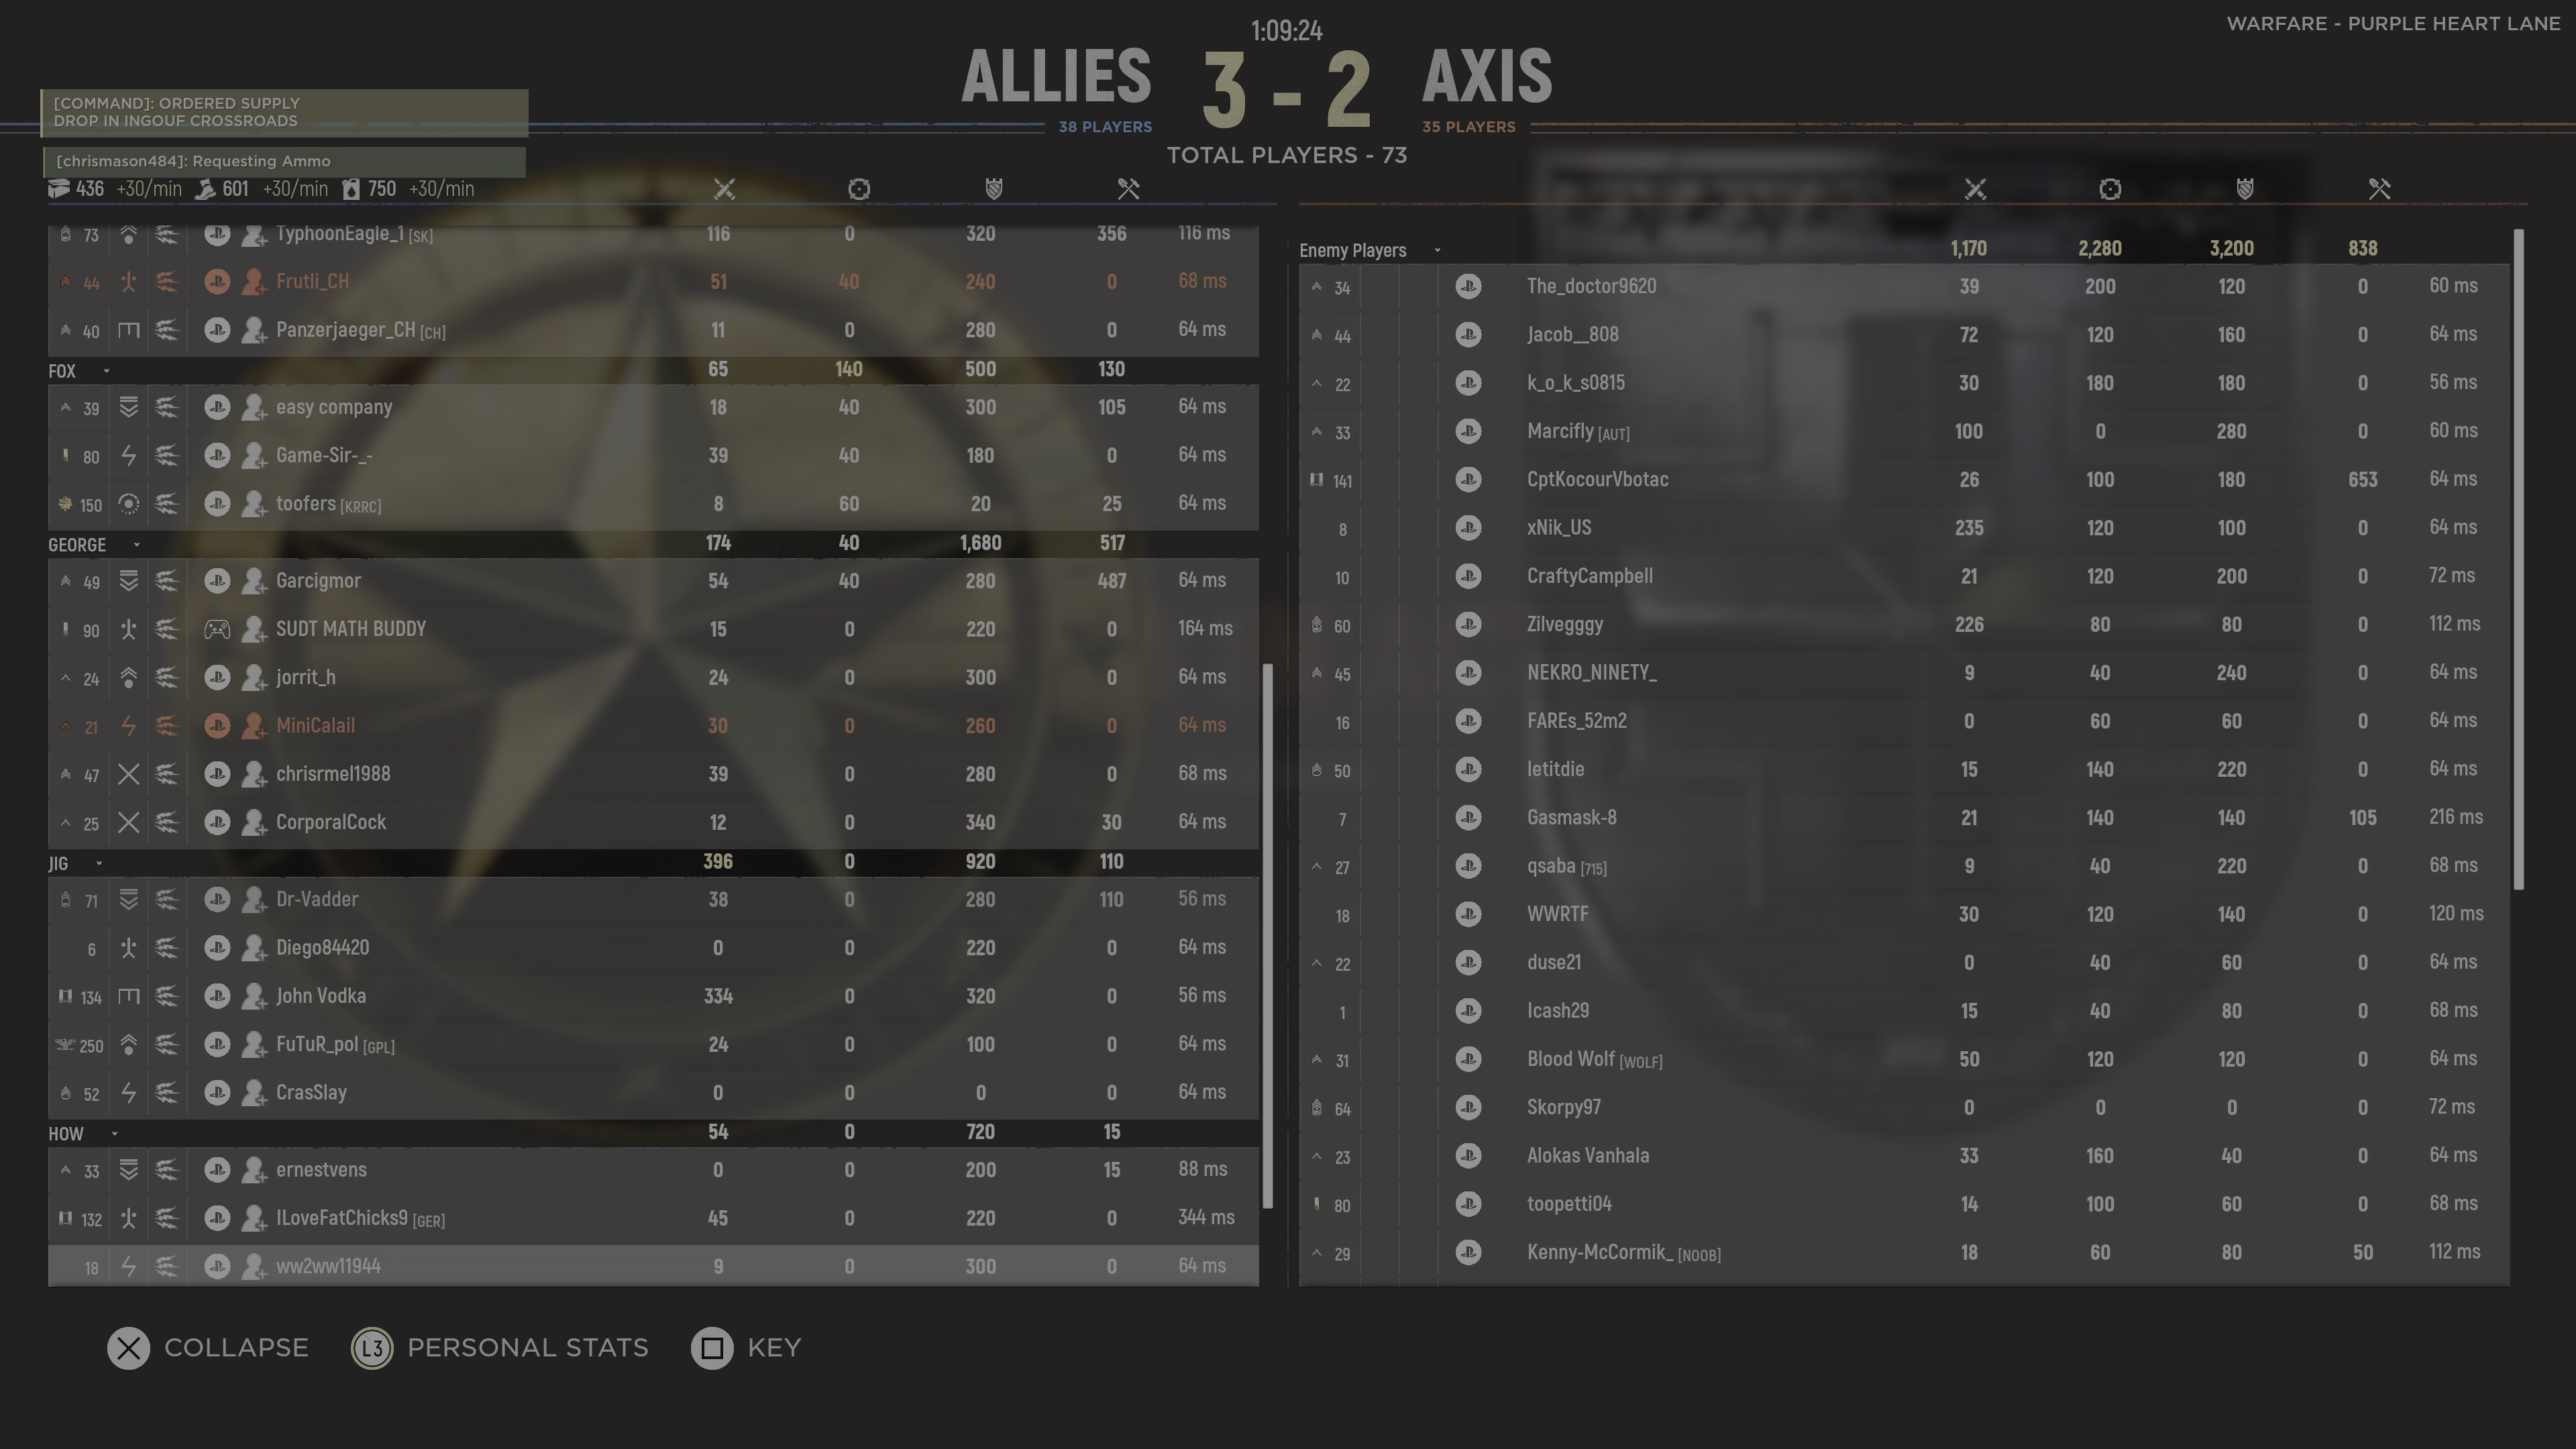 1:09:24
WARFARE - PURPLE HEART LANE
ALLIES 3 - 2 AXIS
38 PLAYERS 35 PLAYERS
TOTAL PLAYERS - 73
[COMMAND]: ORDERED SUPPLY
DROP IN INGOUF CROSSROADS
[chrismason484]: Requesting Ammo
436 +30/min 601 +30/min 750 +30/min
73 TyphoonEagle_1 [SK] 116 0 320 356 116 ms
44 Frutli_CH 51 40 240 0 68 ms
40 Panzerjaeger_CH [CH] 11 0 280 0 64 ms
FOX 65 140 500 130
39 easy company 18 40 300 105 64 ms
80 Game-Sir-_- 39 40 180 0 64 ms
150 toofers [KRRC] 8 60 20 25 64 ms
GEORGE 174 40 1,680 517
49 Garcigmor 54 40 280 487 64 ms
90 SUDT MATH BUDDY 15 0 220 0 164 ms
24 jorrit_h 24 0 300 0 64 ms
21 MiniCalail 30 0 260 0 64 ms
47 chrisrmel1988 39 0 280 0 68 ms
25 CorporalCock 12 0 340 30 64 ms
JIG 396 0 920 110
71 Dr-Vadder 38 0 280 110 56 ms
6 Diego84420 0 0 220 0 64 ms
134 John Vodka 334 0 320 0 56 ms
250 FuTuR_pol [GPL] 24 0 100 0 64 ms
52 CrasSlay 0 0 0 0 64 ms
HOW 54 0 720 15
33 ernestvens 0 0 200 15 88 ms
132 ILoveFatChicks9 [GER] 45 0 220 0 344 ms
18 ww2ww11944 9 0 300 0 64 ms
Enemy Players 1,170 2,280 3,200 838
34 The_doctor9620 39 200 120 0 60 ms
44 Jacob__808 72 120 160 0 64 ms
22 k_o_k_s0815 30 180 180 0 56 ms
33 Marcifly [AUT] 100 0 280 0 60 ms
141 CptKocourVbotac 26 100 180 653 64 ms
8 xNik_US 235 120 100 0 64 ms
10 CraftyCampbell 21 120 200 0 72 ms
60 Zilvegggy 226 80 80 0 112 ms
45 NEKRO_NINETY_ 9 40 240 0 64 ms
16 FAREs_52m2 0 60 60 0 64 ms
50 letitdie 15 140 220 0 64 ms
7 Gasmask-8 21 140 140 105 216 ms
27 qsaba [715] 9 40 220 0 68 ms
18 WWRTF 30 120 140 0 120 ms
22 duse21 0 40 60 0 64 ms
1 Icash29 15 40 80 0 68 ms
31 Blood Wolf [WOLF] 50 120 120 0 64 ms
64 Skorpy97 0 0 0 0 72 ms
23 Alokas Vanhala 33 160 40 0 64 ms
80 toopetti04 14 100 60 0 68 ms
29 Kenny-McCormik_ [NOOB] 18 60 80 50 112 ms
COLLAPSE L3 PERSONAL STATS KEY